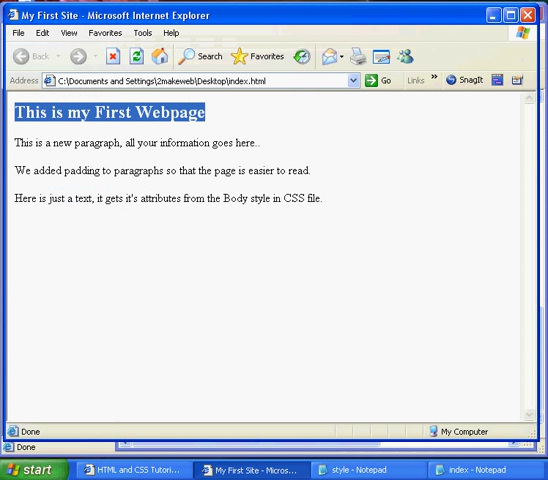 My First Site - Microsoft Internet Explorer
File Edit View Favorites Tools Help
Back Search Favorites
Address C:\Documents and Settings\2makeweb\Desktop\index.html Go Links » SnagIt
This is my First Webpage
This is a new paragraph, all your information goes here..
We added padding to paragraphs so that the page is easier to read.
Here is just a text, it gets it's attributes from the Body style in CSS file.
Done My Computer
Done
start HTML and CSS Tutori... My First Site - Micros... style - Notepad index - Notepad